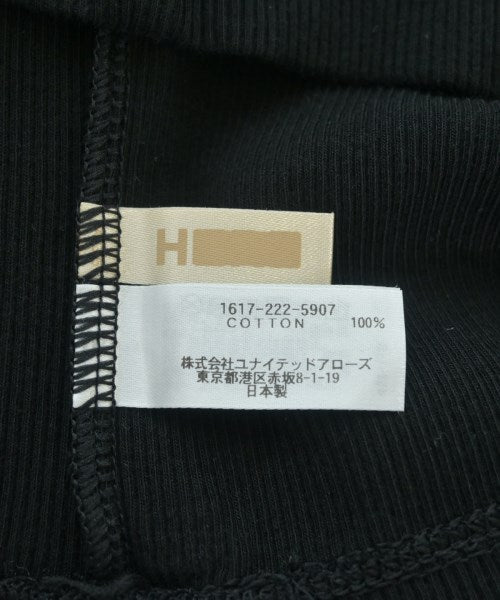 H
1617-222-5907
COTTON 100%
株式会社ユナイテッドアローズ
東京都港区赤坂8-1-19
日本製